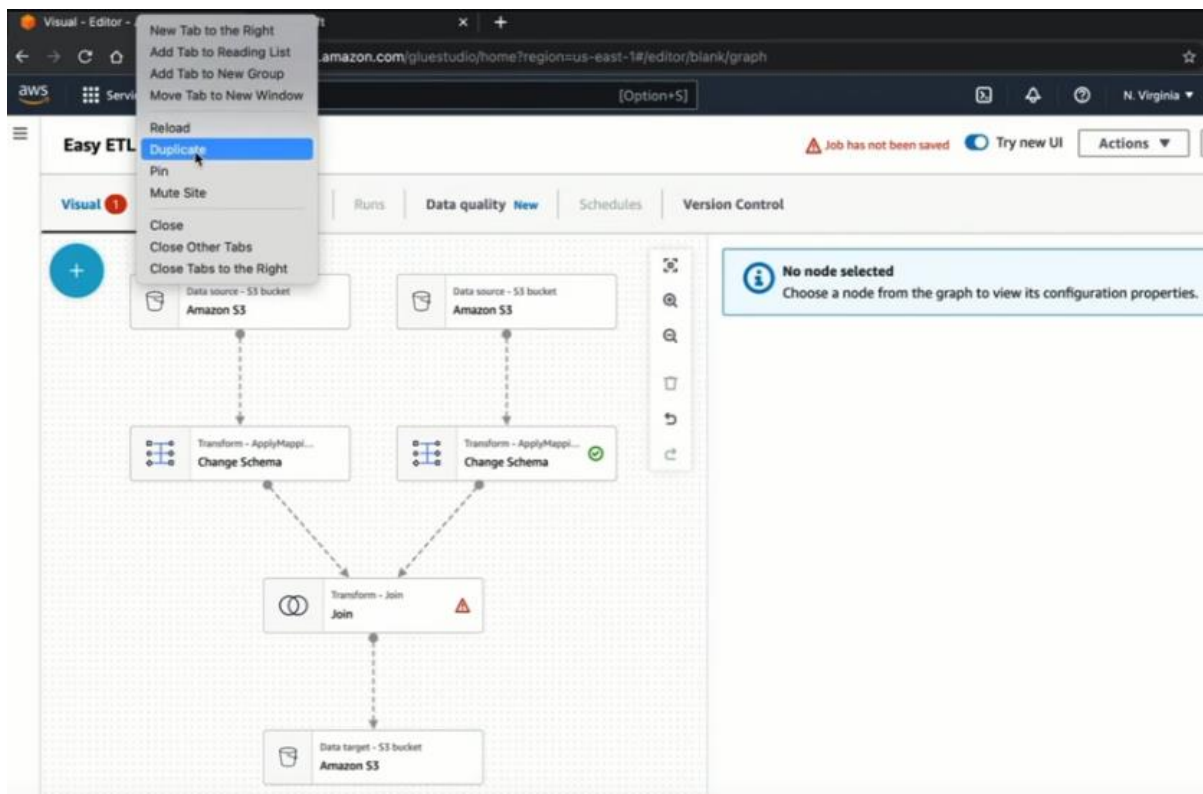 Visual - Editor -
New Tab to the Right
Add Tab to Reading List
Add Tab to New Group
Move Tab to New Window
Reload
Duplicate
Pin
Mute Site
Close
Close Other Tabs
Close Tabs to the Right
.amazon.com/gluestudio/home?region=us-east-1#/editor/blank/graph
aws
[Option+S]
N. Virginia
Easy ETL
Job has not been saved
Try new UI
Actions
Visual 1
Runs
Data quality New
Schedules
Version Control
No node selected
Choose a node from the graph to view its configuration properties.
Data source - S3 bucket
Amazon S3
Data source - S3 bucket
Amazon S3
Transform - ApplyMappi...
Change Schema
Transform - ApplyMappi...
Change Schema
Transform - Join
Join
Data target - S3 bucket
Amazon S3